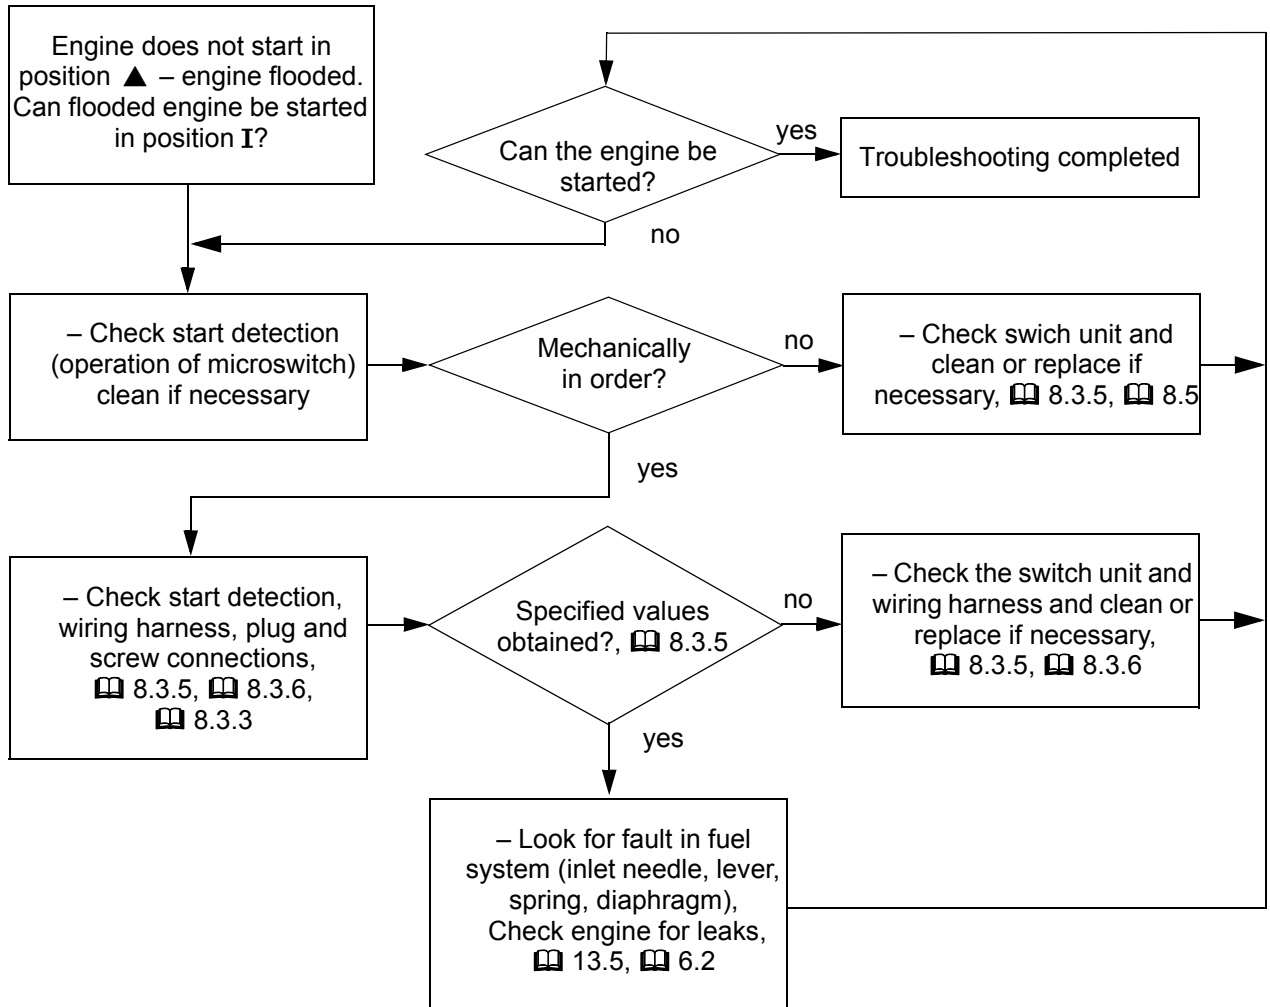 Engine does not start in
position ▲ – engine flooded.
Can flooded engine be started
in position I?
Can the engine be
started?
yes
Troubleshooting completed
no
– Check start detection
(operation of microswitch)
clean if necessary
Mechanically
in order?
no
– Check swich unit and
clean or replace if
necessary, 🕮 8.3.5, 🕮 8.5
yes
– Check start detection,
wiring harness, plug and
screw connections,
🕮 8.3.5, 🕮 8.3.6,
🕮 8.3.3
Specified values
obtained?, 🕮 8.3.5
no
– Check the switch unit and
wiring harness and clean or
replace if necessary,
🕮 8.3.5, 🕮 8.3.6
yes
– Look for fault in fuel
system (inlet needle, lever,
spring, diaphragm),
Check engine for leaks,
🕮 13.5, 🕮 6.2